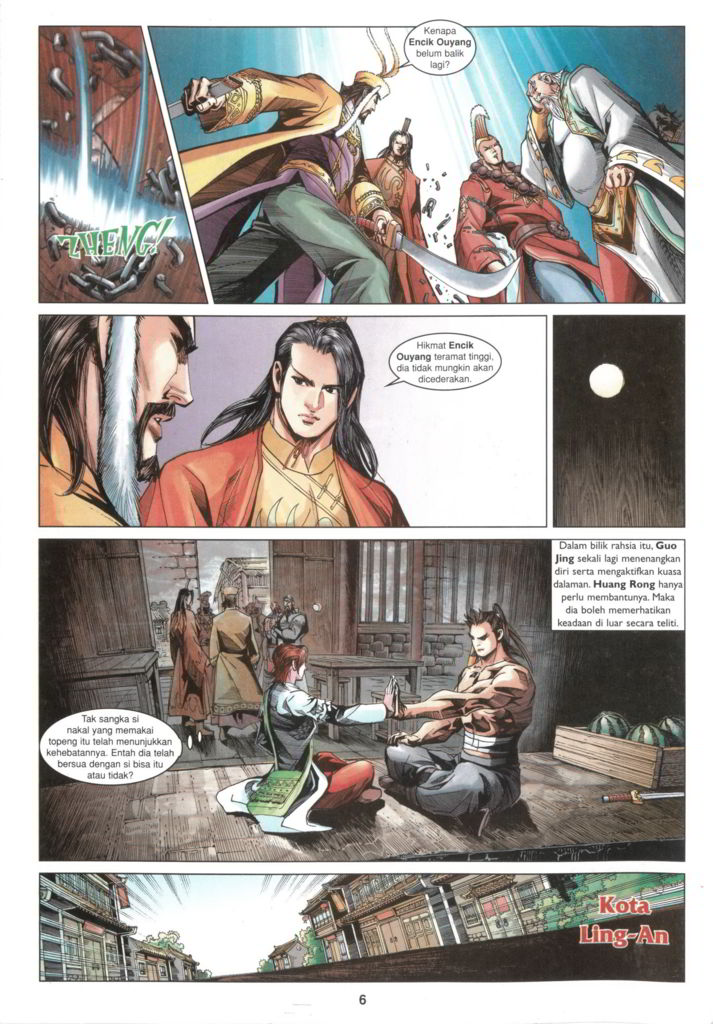 Kenapa
Encik Ouyang
belum balik
lagi?
ZHENG!
Hikmat Encik
Ouyang teramat tinggi,
dia tidak mungkin akan
dicederakan.
Dalam bilik rahsia itu, Guo
Jing sekali lagi menenangkan
diri serta mengaktifkan kuasa
dalaman. Huang Rong hanya
perlu membantunya. Maka
dia boleh memerhatikan
keadaan di luar secara teliti.
Tak sangka si
nakal yang memakai
topeng itu telah menunjukkan
kehebatannya. Entah dia telah
bersua dengan si bisa itu
atau tidak?
Kota
Ling-An
6